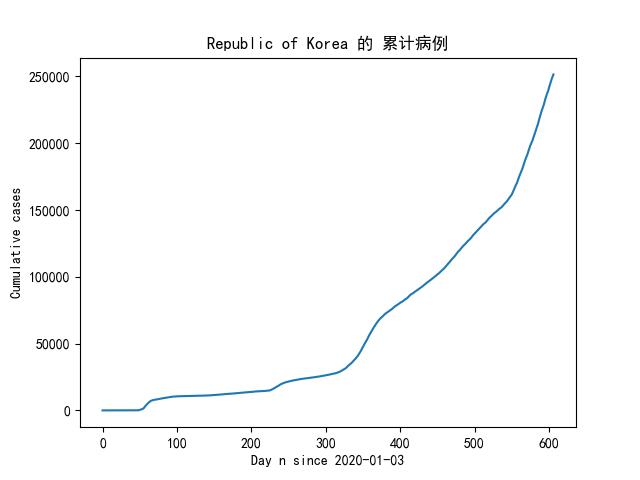 Republic of Korea 的 累计病例
250000
200000
150000
100000
50000
0
Cumulative cases
0 100 200 300 400 500 600
Day n since 2020-01-03